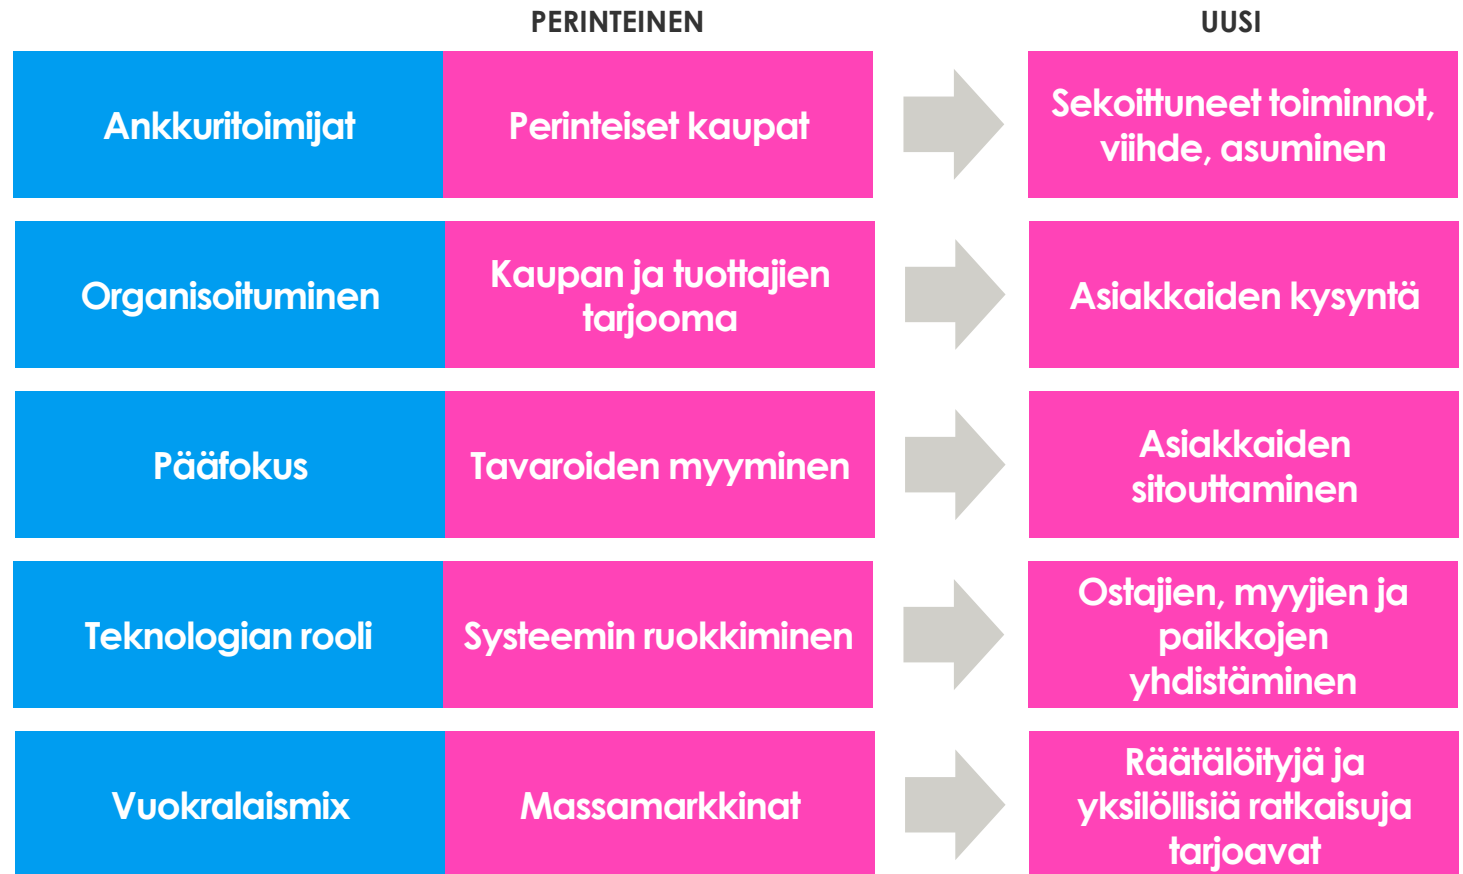 PERINTEINEN
UUSI
Ankkuritoimijat
Perinteiset kaupat
Sekoittuneet toiminnot,
viihde, asuminen
Organisoituminen
Kaupan ja tuottajien
tarjooma
Asiakkaiden kysyntä
Pääfokus
Tavaroiden myyminen
Asiakkaiden
sitouttaminen
Teknologian rooli
Systeemin ruokkiminen
Ostajien, myyjien ja
paikkojen
yhdistäminen
Vuokralaismix
Massamarkkinat
Räätälöityjä ja
yksilöllisiä ratkaisuja
tarjoavat